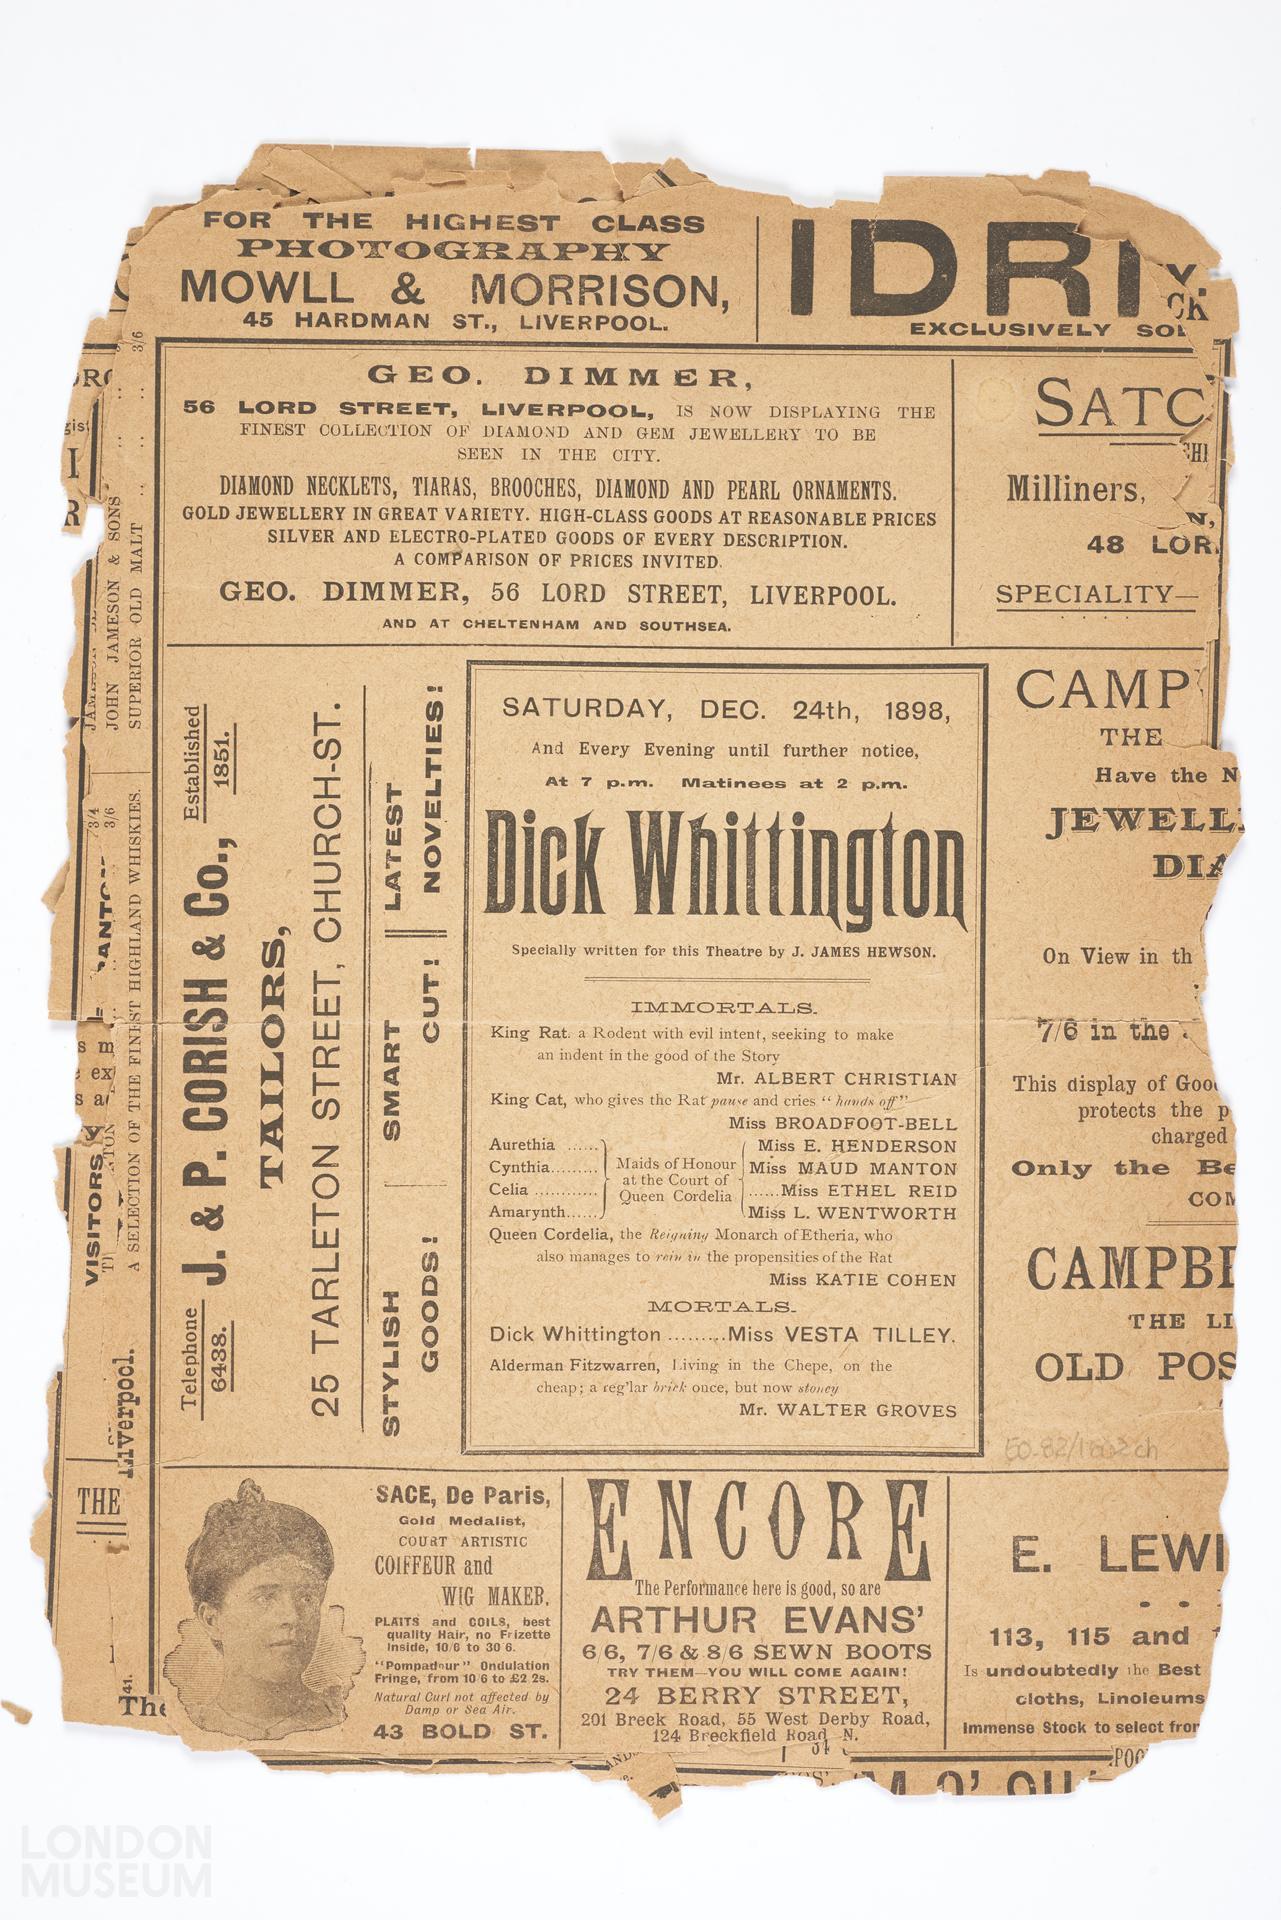 FOR THE HIGHEST CLASS
PHOTOGRAPHY
MOWLL & MORRISON,
45 HARDMAN ST., LIVERPOOL.
IDRI
EXCLUSIVELY
GEO. DIMMER,
56 LORD STREET, LIVERPOOL, IS NOW DISPLAYING THE
FINEST COLLECTION OF DIAMOND AND GEM JEWELLERY TO BE
SEEN IN THE CITY.
DIAMOND NECKLETS, TIARAS, BROOCHES, DIAMOND AND PEARL ORNAMENTS.
GOLD JEWELLERY IN GREAT VARIETY. HIGH-CLASS GOODS AT REASONABLE PRICES
SILVER AND ELECTRO-PLATED GOODS OF EVERY DESCRIPTION.
A COMPARISON OF PRICES INVITED.
GEO. DIMMER, 56 LORD STREET, LIVERPOOL.
AND AT CHELTENHAM AND SOUTHSEA.
SATC
Milliners,
48 LOR
SPECIALITY—
JOHN JAMESON & SONS
SUPERIOR OLD MALT .. .. .. 3/6
3/4
3/6
A SELECTION OF THE FINEST HIGHLAND WHISKIES.
VISITORS
Liverpool.
THE
The
Telephone 6438.
J. & P. CORISH & Co.,
Established 1851.
TAILORS,
25 TARLETON STREET, CHURCH-ST.
STYLISH SMART LATEST
GOODS! CUT! NOVELTIES!
SATURDAY, DEC. 24th, 1898,
And Every Evening until further notice,
At 7 p.m. Matinees at 2 p.m.
Dick Whittington
Specially written for this Theatre by J. JAMES HEWSON.
IMMORTALS.
King Rat, a Rodent with evil intent, seeking to make
an indent in the good of the Story
Mr. ALBERT CHRISTIAN
King Cat, who gives the Rat pause and cries "hands off"
Miss BROADFOOT-BELL
Aurethia ...... Miss E. HENDERSON
Cynthia......... Miss MAUD MANTON
Celia ............ ......Miss ETHEL REID
Amarynth...... Miss L. WENTWORTH
Maids of Honour
at the Court of
Queen Cordelia
Queen Cordelia, the Reigning Monarch of Etheria, who
also manages to rein in the propensities of the Rat
Miss KATIE COHEN
MORTALS.
Dick Whittington .........Miss VESTA TILLEY.
Alderman Fitzwarren, Living in the Chepe, on the
cheap; a reg'lar brick once, but now stoney
Mr. WALTER GROVES
CAMP
THE
Have the N
JEWELL
DIA
On View in th
7/6 in the
This display of Goo
protects the p
charged
Only the Be
COM
CAMPBE
THE LI
OLD POS
SACE, De Paris,
Gold Medalist,
COURT ARTISTIC
COIFFEUR and
WIG MAKER.
PLAITS and COILS, best
quality Hair, no Frizette
inside, 10/6 to 30 6.
"Pompadour" Ondulation
Fringe, from 10 6 to £2 2s.
Natural Curl not affected by
Damp or Sea Air.
43 BOLD ST.
ENCORE
The Performance here is good, so are
ARTHUR EVANS'
6 6, 7/6 & 8/6 SEWN BOOTS
TRY THEM—YOU WILL COME AGAIN!
24 BERRY STREET,
201 Breck Road, 55 West Derby Road,
124 Breckfield Road N.
E. LEWI
113, 115 and
Is undoubtedly the Best
cloths, Linoleums
Immense Stock to select from
LONDON
MUSEUM